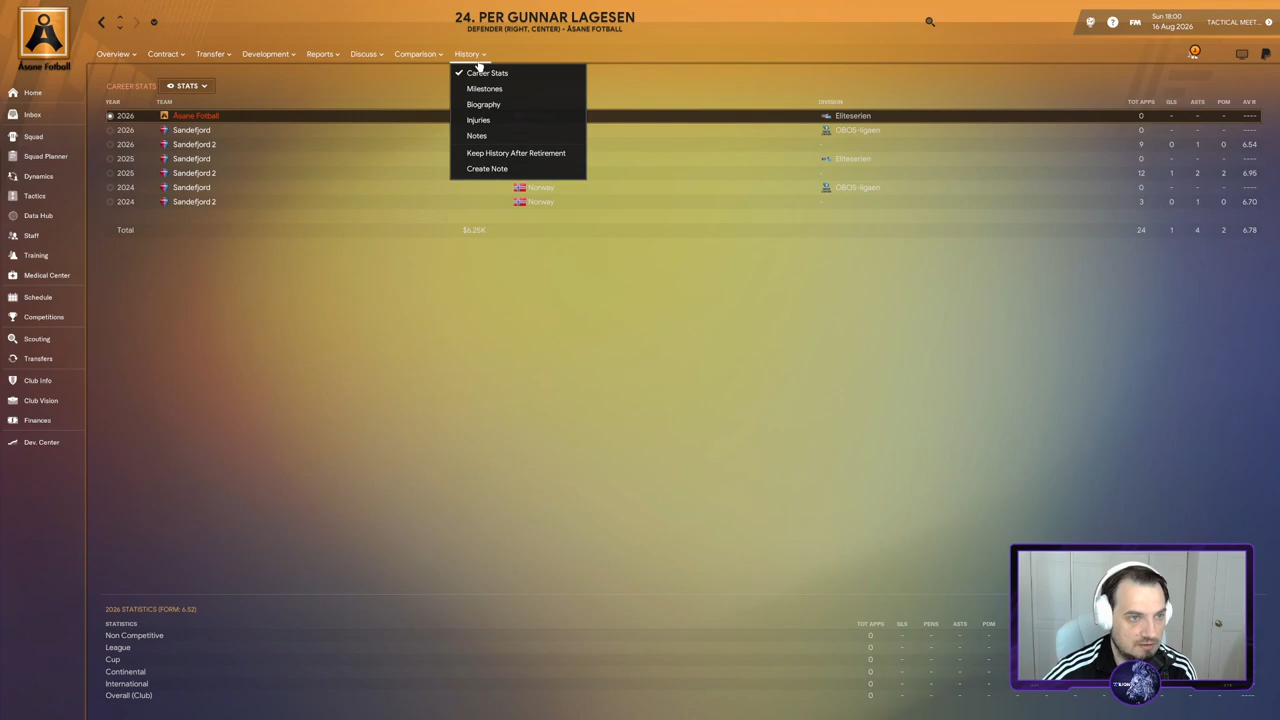 24. PER GUNNAR LAGESEN
DEFENDER (RIGHT, CENTER) - ÅSANE FOTBALL
Sun 18:00
16 Aug 2026
TACTICAL MEET...
FM
Åsane Fotball
Overview Contract Transfer Development Reports Discuss Comparison History
Career Stats
Milestones
Biography
Injuries
Notes
Keep History After Retirement
Create Note
Home
Inbox
Squad
Squad Planner
Dynamics
Tactics
Data Hub
Staff
Training
Medical Center
Schedule
Competitions
Scouting
Transfers
Club Info
Club Vision
Finances
Dev. Center
CAREER STATS STATS
YEAR TEAM DIVISION TOT APPS GLS ASTS POM AV R
2026 Åsane Fotball Eliteserien 0 - - - ----
2026 Sandefjord OBOS-ligaen 0 - - - ----
2026 Sandefjord 2 - 9 0 1 0 6.54
2025 Sandefjord Eliteserien 0 - - - ----
2025 Sandefjord 2 - 12 1 2 2 6.95
2024 Sandefjord Norway OBOS-ligaen 0 - - - ----
2024 Sandefjord 2 Norway - 3 0 1 0 6.70
Total $6.25K 24 1 4 2 6.78
2026 STATISTICS (FORM: 6.52)
STATISTICS TOT APPS GLS PENS ASTS POM
Non Competitive 0 - - - -
League 0 - - - -
Cup 0 - - - -
Continental 0 - - - -
International 0 - - - -
Overall (Club) 0 - - - -